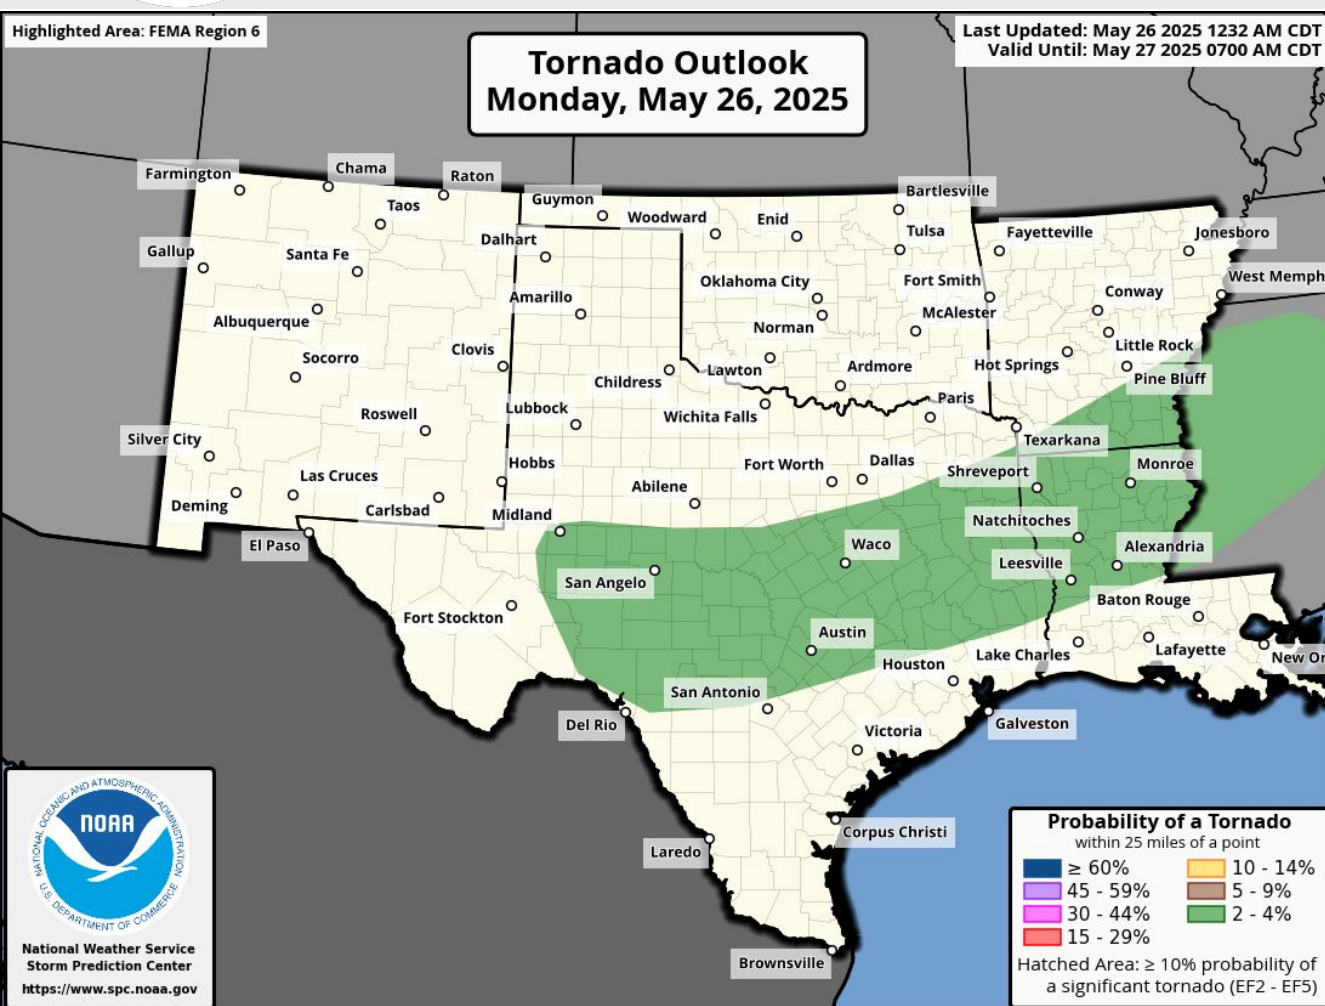 Highlighted Area: FEMA Region 6
Last Updated: May 26 2025 1232 AM CDT
Valid Until: May 27 2025 0700 AM CDT
Tornado Outlook
Monday, May 26, 2025
Farmington
Chama
Raton
Taos
Guymon
Woodward
Enid
Bartlesville
Tulsa
Fayetteville
Jonesboro
Gallup
Santa Fe
Dalhart
Oklahoma City
Fort Smith
West Memph
Albuquerque
Amarillo
Norman
McAlester
Conway
Little Rock
Socorro
Clovis
Childress
Lawton
Ardmore
Hot Springs
Pine Bluff
Roswell
Lubbock
Wichita Falls
Paris
Texarkana
Silver City
Las Cruces
Hobbs
Abilene
Fort Worth
Dallas
Shreveport
Monroe
Deming
Carlsbad
Midland
El Paso
Natchitoches
Waco
Leesville
Alexandria
San Angelo
Fort Stockton
Baton Rouge
Austin
Houston
Lake Charles
Lafayette
New Or
San Antonio
Del Rio
Galveston
Victoria
Corpus Christi
Laredo
Brownsville
NATIONAL OCEANIC AND ATMOSPHERIC ADMINISTRATION
NOAA
U.S. DEPARTMENT OF COMMERCE
National Weather Service
Storm Prediction Center
https://www.spc.noaa.gov
Probability of a Tornado
within 25 miles of a point
≥ 60%
45 - 59%
30 - 44%
15 - 29%
10 - 14%
5 - 9%
2 - 4%
Hatched Area: ≥ 10% probability of
a significant tornado (EF2 - EF5)